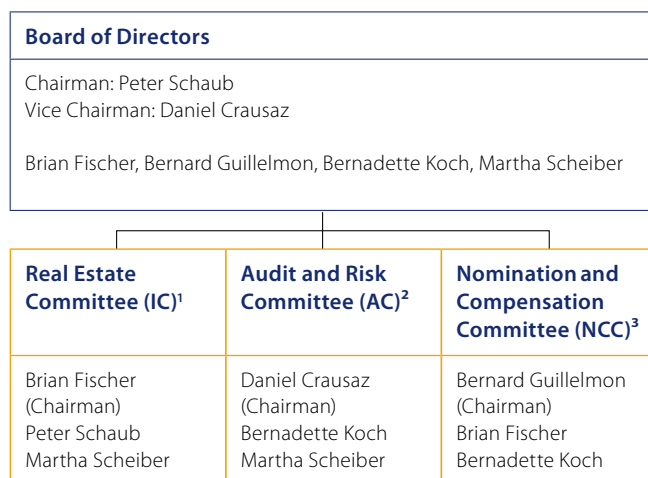 Board of Directors
Chairman: Peter Schaub
Vice Chairman: Daniel Crausaz
Brian Fischer, Bernard Guillelmon, Bernadette Koch, Martha Scheiber
Real Estate
Committee (IC)¹
Brian Fischer
(Chairman)
Peter Schaub
Martha Scheiber
Audit and Risk
Committee (AC)²
Daniel Crausaz
(Chairman)
Bernadette Koch
Martha Scheiber
Nomination and
Compensation
Committee (NCC)³
Bernard Guillelmon
(Chairman)
Brian Fischer
Bernadette Koch